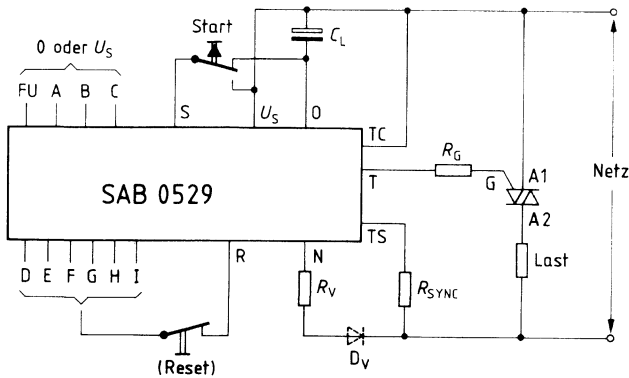 Start
C_L
0 oder U_S
FU A B C
S U_S 0
TC
R_G
A1
T
G
Netz
SAB 0529
A2
TS
Last
D E F G H I
R
N
R_V
R_SYNC
(Reset)
D_V